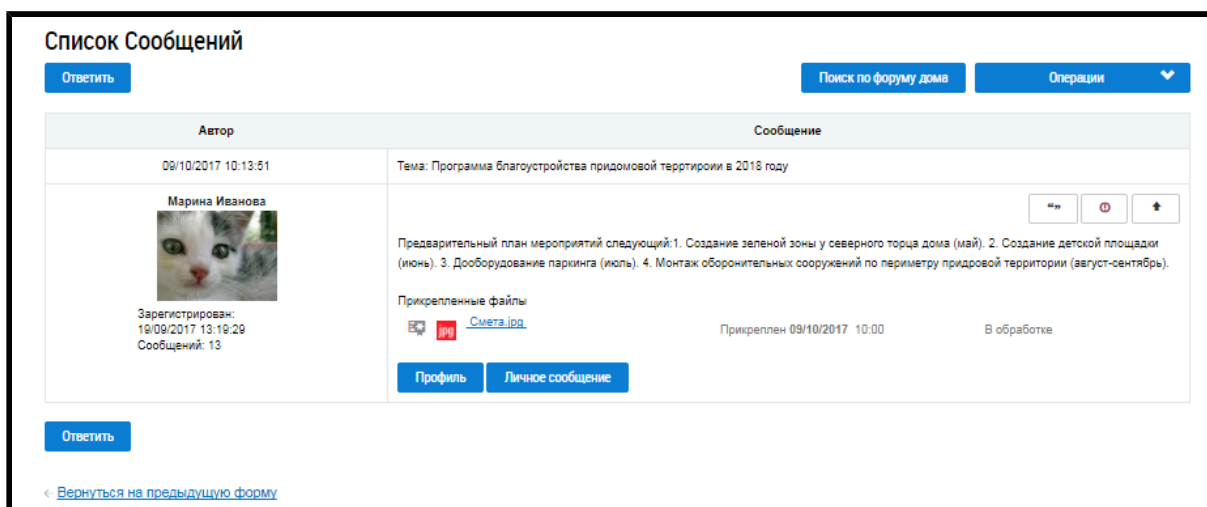 Список Сообщений
Ответить
Поиск по форуму дома
Операции
Автор
Сообщение
09/10/2017 10:13:51
Тема: Программа благоустройства придомовой терртироии в 2018 году
Марина Иванова
Предварительный план мероприятий следующий:1. Создание зеленой зоны у северного торца дома (май). 2. Создание детской площадки
(июнь). 3. Дооборудование паркинга (июль). 4. Монтаж оборонительных сооружений по периметру придровой территории (август-сентябрь).
Зарегистрирован:
19/09/2017 13:19:29
Сообщений: 13
Прикрепленные файлы
jpg
Смета.jpg
Прикреплен 09/10/2017 10:00
В обработке
Профиль
Личное сообщение
Ответить
Вернуться на предыдущую форму